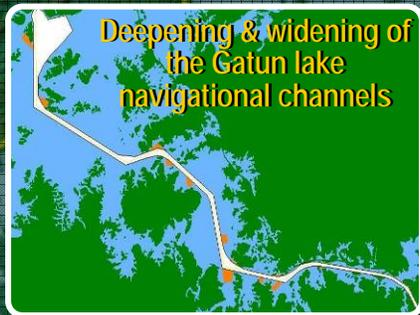 Deepening & widening of
the Gatun lake
navigational channels